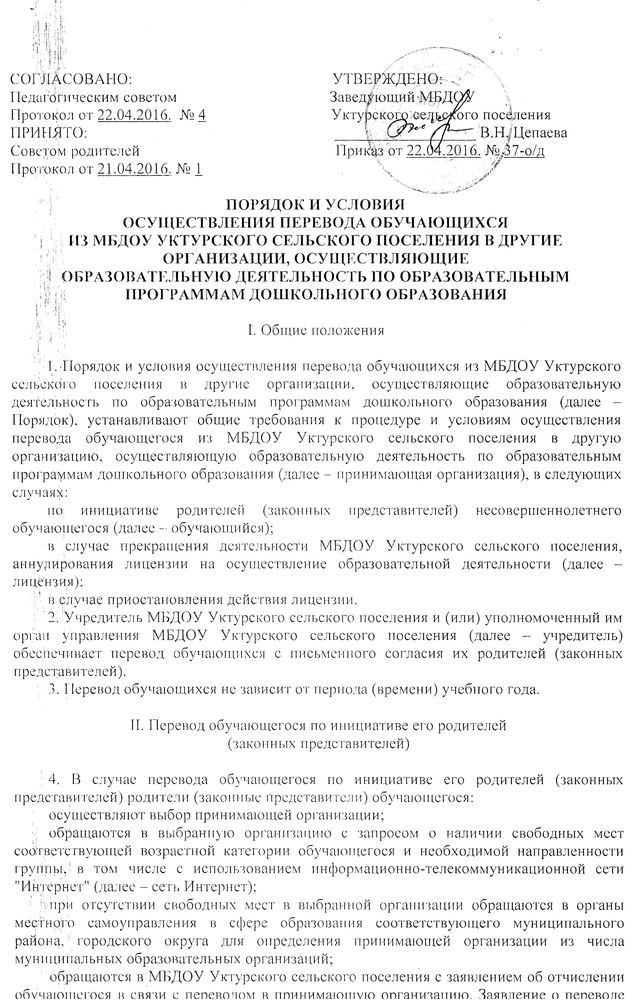 СОГЛАСОВАНО:
Педагогическим советом
Протокол от 22.04.2016. № 4
ПРИНЯТО:
Советом родителей
Протокол от 21.04.2016. № 1
УТВЕРЖДЕНО:
Заведующий МБДОУ
Уктурского сельского поселения
В.Н. Цепаева
Приказ от 22.04.2016. № 37-о/д
ПОРЯДОК И УСЛОВИЯ
ОСУЩЕСТВЛЕНИЯ ПЕРЕВОДА ОБУЧАЮЩИХСЯ
ИЗ МБДОУ УКТУРСКОГО СЕЛЬСКОГО ПОСЕЛЕНИЯ В ДРУГИЕ
ОРГАНИЗАЦИИ, ОСУЩЕСТВЛЯЮЩИЕ
ОБРАЗОВАТЕЛЬНУЮ ДЕЯТЕЛЬНОСТЬ ПО ОБРАЗОВАТЕЛЬНЫМ
ПРОГРАММАМ ДОШКОЛЬНОГО ОБРАЗОВАНИЯ
I. Общие положения
1. Порядок и условия осуществления перевода обучающихся из МБДОУ Уктурского
сельского поселения в другие организации, осуществляющие образовательную
деятельность по образовательным программам дошкольного образования (далее –
Порядок), устанавливают общие требования к процедуре и условиям осуществления
перевода обучающегося из МБДОУ Уктурского сельского поселения в другую
организацию, осуществляющую образовательную деятельность по образовательным
программам дошкольного образования (далее – принимающая организация), в следующих
случаях:
по инициативе родителей (законных представителей) несовершеннолетнего
обучающегося (далее – обучающийся);
в случае прекращения деятельности МБДОУ Уктурского сельского поселения,
аннулирования лицензии на осуществление образовательной деятельности (далее –
лицензия);
в случае приостановления действия лицензии.
2. Учредитель МБДОУ Уктурского сельского поселения и (или) уполномоченный им
орган управления МБДОУ Уктурского сельского поселения (далее – учредитель)
обеспечивает перевод обучающихся с письменного согласия их родителей (законных
представителей).
3. Перевод обучающихся не зависит от периода (времени) учебного года.
II. Перевод обучающегося по инициативе его родителей
(законных представителей)
4. В случае перевода обучающегося по инициативе его родителей (законных
представителей) родители (законные представители) обучающегося:
осуществляют выбор принимающей организации;
обращаются в выбранную организацию с запросом о наличии свободных мест
соответствующей возрастной категории обучающегося и необходимой направленности
группы, в том числе с использованием информационно-телекоммуникационной сети
"Интернет" (далее – сеть Интернет);
при отсутствии свободных мест в выбранной организации обращаются в органы
местного самоуправления в сфере образования соответствующего муниципального
района, городского округа для определения принимающей организации из числа
муниципальных образовательных организаций;
обращаются в МБДОУ Уктурского сельского поселения с заявлением об отчислении
обучающегося в связи с переводом в принимающую организацию. Заявление о переводе